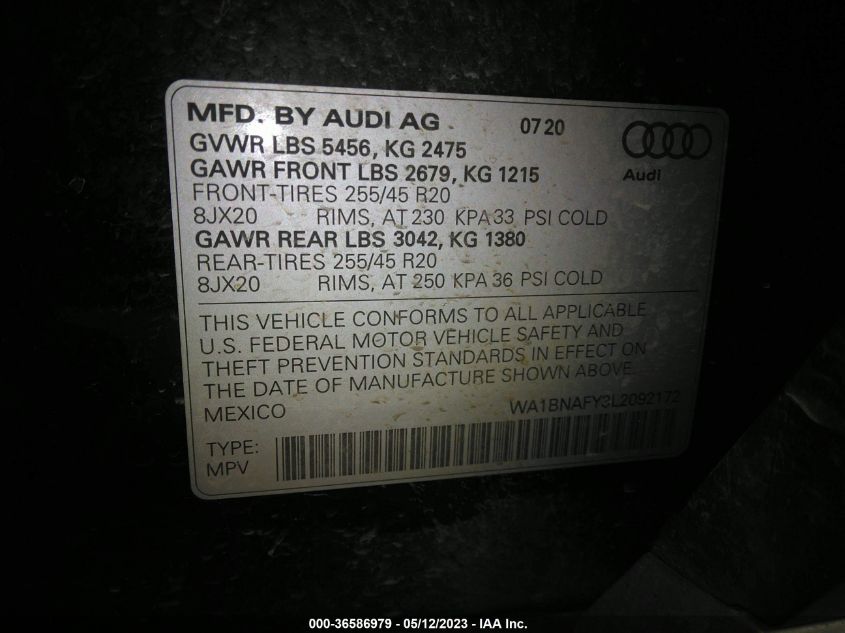 MFD. BY AUDI AG 07 20
GVWR LBS 5456, KG 2475
GAWR FRONT LBS 2679, KG 1215
Audi
FRONT-TIRES 255/45 R20
8JX20 RIMS, AT 230 KPA 33 PSI COLD
GAWR REAR LBS 3042, KG 1380
REAR-TIRES 255/45 R20
8JX20 RIMS, AT 250 KPA 36 PSI COLD
THIS VEHICLE CONFORMS TO ALL APPLICABLE
U.S. FEDERAL MOTOR VEHICLE SAFETY AND
THEFT PREVENTION STANDARDS IN EFFECT ON
THE DATE OF MANUFACTURE SHOWN ABOVE.
MEXICO WA1BNAFY3L2092172
TYPE:
MPV
000-36586979 - 05/12/2023 - IAA Inc.